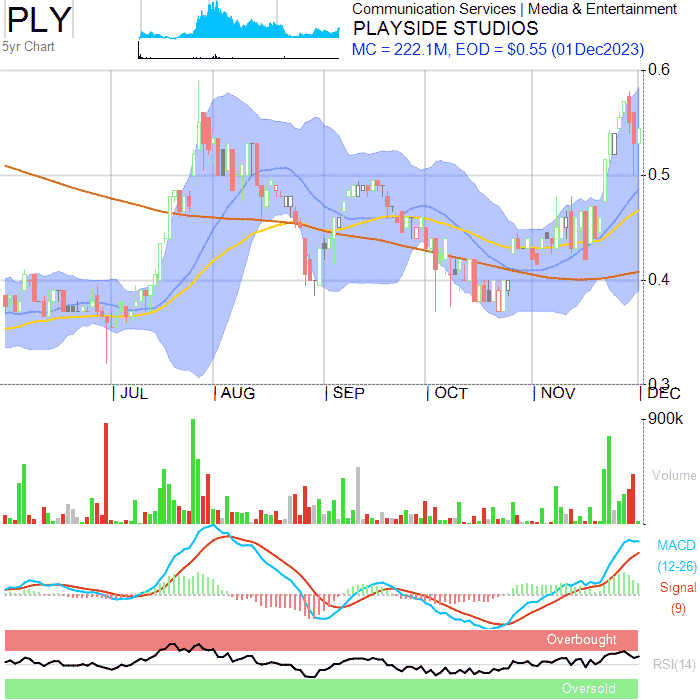 PLY
5yr Chart
Communication Services | Media & Entertainment
PLAYSIDE STUDIOS
MC = 222.1M, EOD = $0.55 (01Dec2023)
0.6
0.5
0.4
0.3
JUL AUG SEP OCT NOV DEC
900k
Volume
MACD
(12-26)
Signal
(9)
Overbought
RSI(14)
Oversold